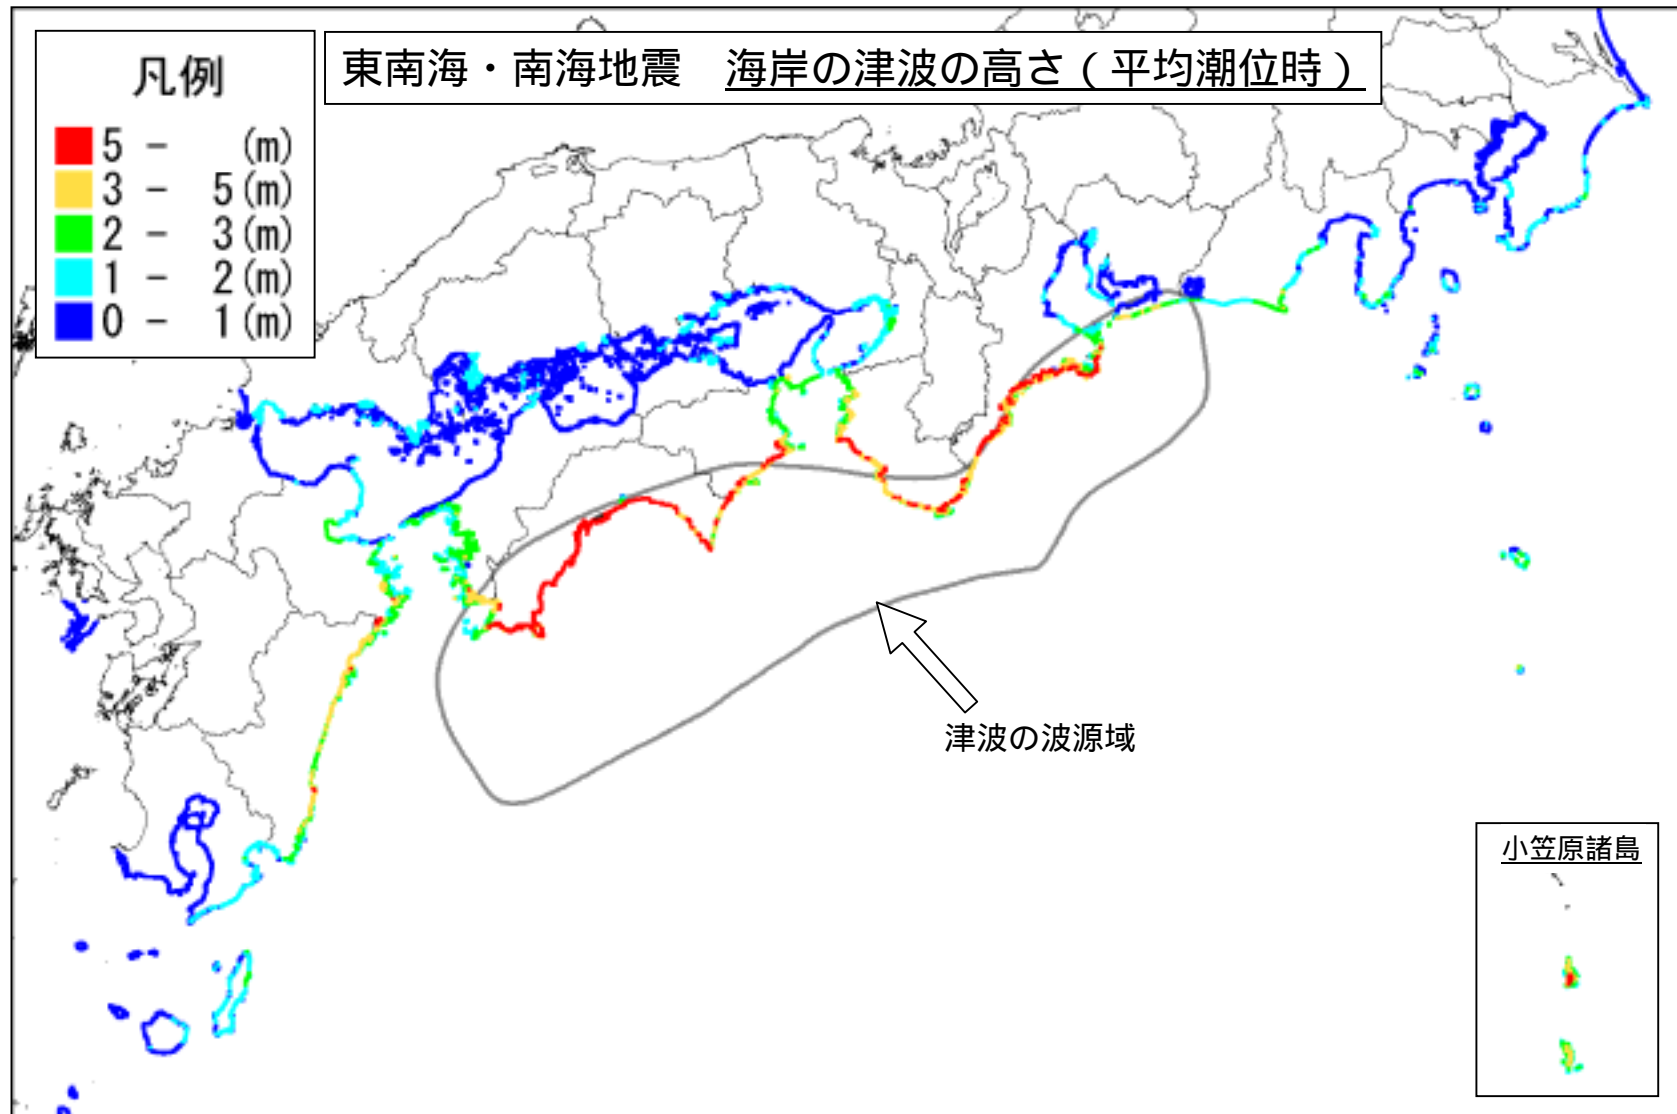 東南海・南海地震　海岸の津波の高さ（平均潮位時）
凡例
5 －　　(m)
3 －　5(m)
2 －　3(m)
1 －　2(m)
0 －　1(m)
津波の波源域
小笠原諸島